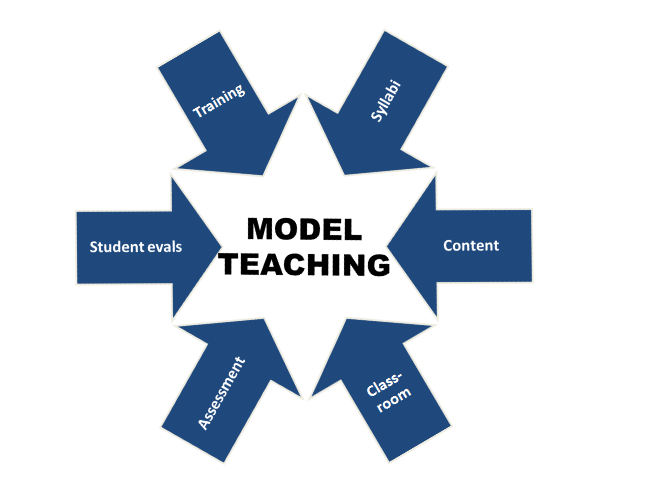 Training
Syllabi
Student evals
MODEL
TEACHING
Content
Assessment
Class-
room